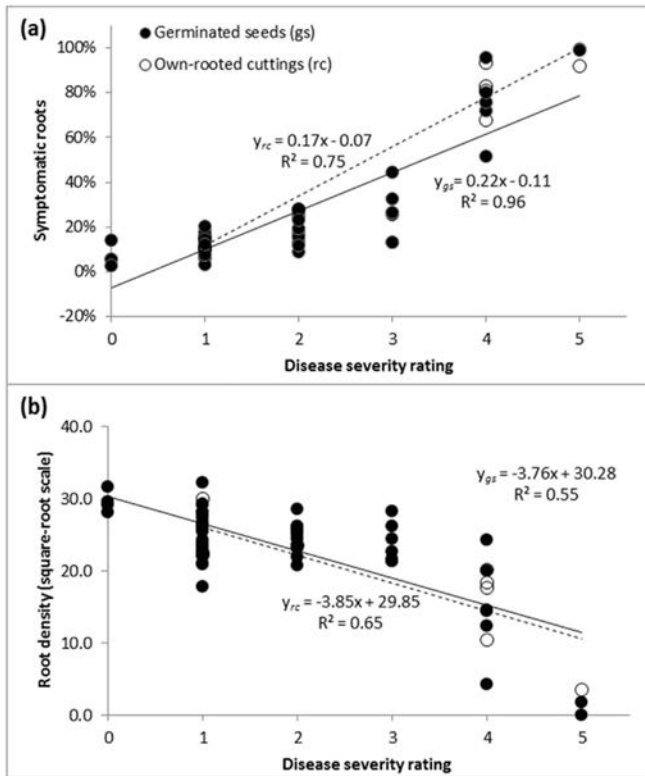 (a)
● Germinated seeds (gs)
○ Own-rooted cuttings (rc)
100%
80%
60%
40%
20%
0%
-20%
Symptomatic roots
yrc = 0.17x - 0.07
R² = 0.75
ygs = 0.22x - 0.11
R² = 0.96
0 1 2 3 4 5
Disease severity rating
(b)
40.0
30.0
20.0
10.0
0.0
Root density (square-root scale)
ygs = -3.76x + 30.28
R² = 0.55
yrc = -3.85x + 29.85
R² = 0.65
0 1 2 3 4 5
Disease severity rating